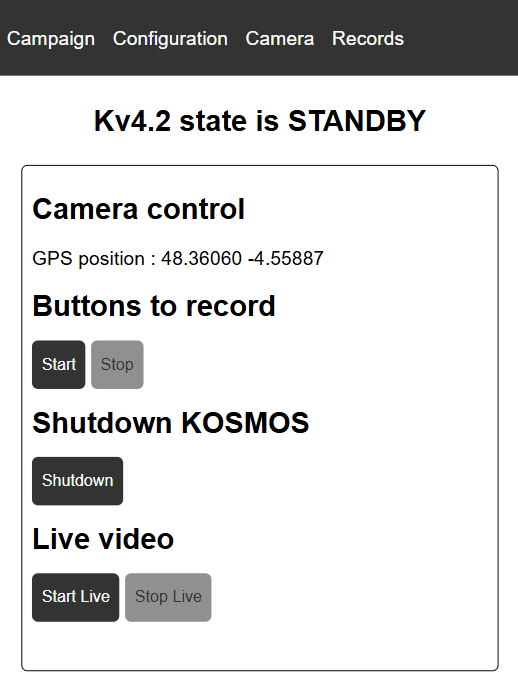 Campaign Configuration Camera Records
Kv4.2 state is STANDBY
Camera control
GPS position : 48.36060 -4.55887
Buttons to record
Start Stop
Shutdown KOSMOS
Shutdown
Live video
Start Live Stop Live